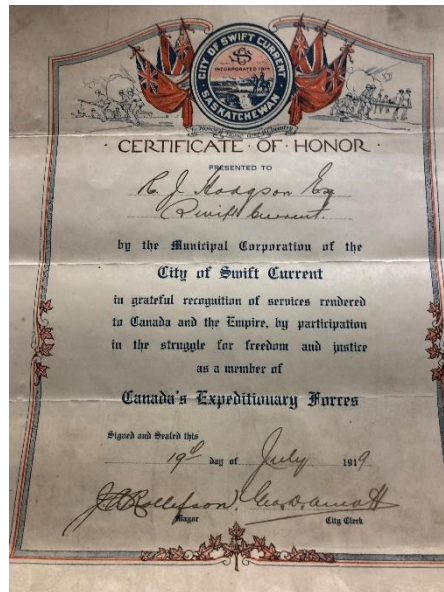 CITY OF SWIFT CURRENT
INCORPORATED 1914
SASKATCHEWAN
CERTIFICATE · OF · HONOR
PRESENTED TO
C. J. Hodgson Esq
Swift Current.
by the Municipal Corporation of the
City of Swift Current
in grateful recognition of services rendered
to Canada and the Empire, by participation
in the struggle for freedom and justice
as a member of
Canada's Expeditionary Forces
Signed and Sealed this
19th day of July 1919
Geo. D.
Mayor City Clerk